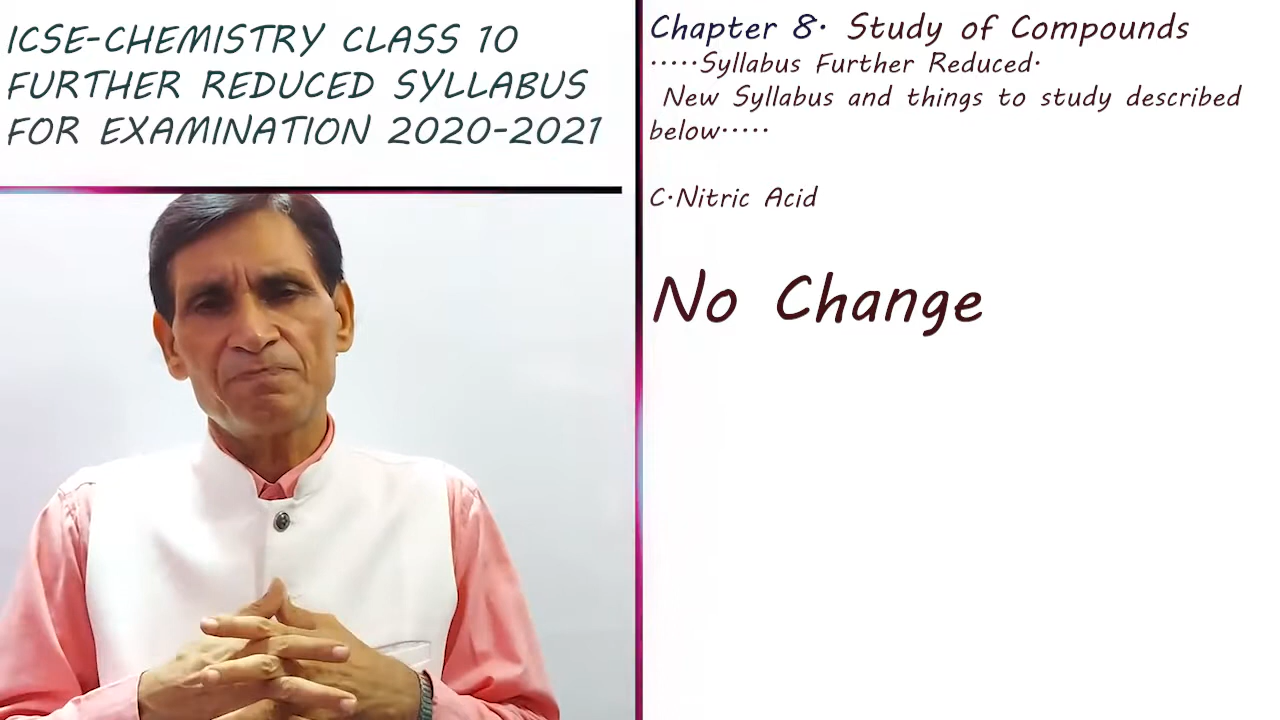 ICSE-CHEMISTRY CLASS 10
FURTHER REDUCED SYLLABUS
FOR EXAMINATION 2020-2021
Chapter 8. Study of Compounds
.....Syllabus Further Reduced.
New Syllabus and things to study described
below.....
C.Nitric Acid
No Change